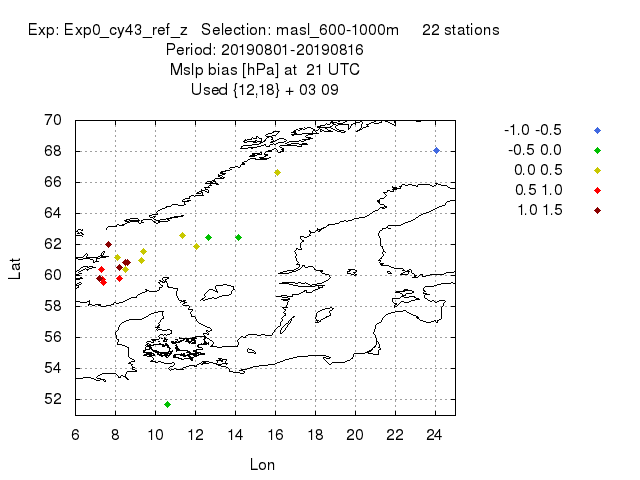 Exp: Exp0_cy43_ref_z   Selection: masl_600-1000m     22 stations
Period: 20190801-20190816
Mslp bias [hPa] at  21 UTC
Used {12,18} + 03 09
-1.0 -0.5
-0.5 0.0
0.0 0.5
0.5 1.0
1.0 1.5
70
68
66
64
62
60
58
56
54
52
Lat
6 8 10 12 14 16 18 20 22 24
Lon